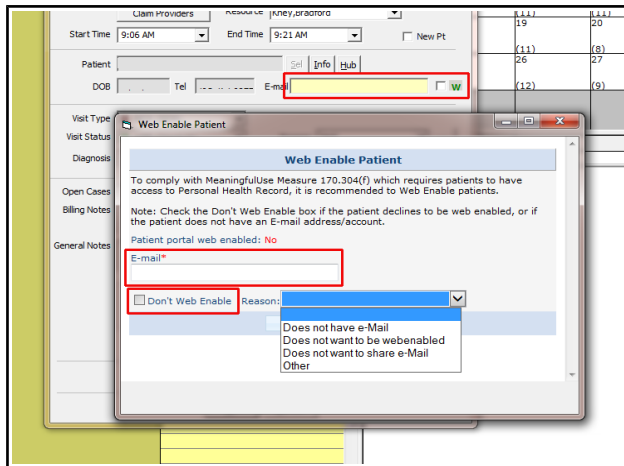 Claim Providers Resource Khey,Bradford
(11) (11)
19 20
Start Time 9:06 AM End Time 9:21 AM New Pt
(11) (8)
Patient Sel Info Hub
26 27
DOB Tel E-mail W
(12) (9)
Visit Type
Web Enable Patient
Visit Status
Diagnosis
Web Enable Patient
To comply with MeaningfulUse Measure 170.304(f) which requires patients to have
access to Personal Health Record, it is recommended to Web Enable patients.
Open Cases
Billing Notes
Note: Check the Don't Web Enable box if the patient declines to be web enabled, or if
the patient does not have an E-mail address/account.
Patient portal web enabled: No
General Notes
E-mail*
Don't Web Enable Reason:
Does not have e-Mail
Does not want to be webenabled
Does not want to share e-Mail
Other